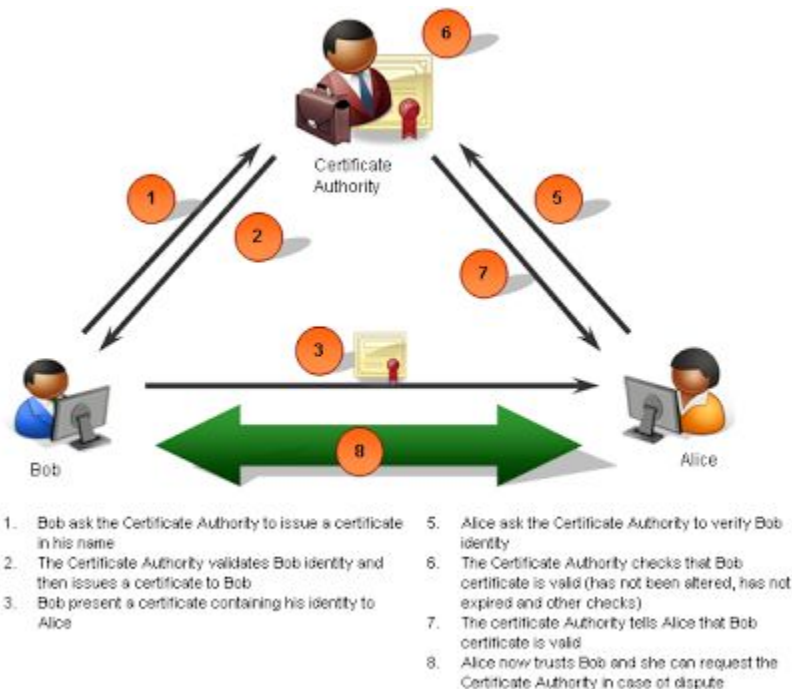 6
Certificate
Authority
1
5
2
7
3
8
Bob
Alice
1. Bob ask the Certificate Authority to issue a certificate
in his name
2. The Certificate Authority validates Bob identity and
then issues a certificate to Bob
3. Bob present a certificate containing his identity to
Alice
5. Alice ask the Certificate Authority to verify Bob
identity
6. The Certificate Authority checks that Bob
certificate is valid (has not been altered, has not
expired and other checks)
7. The certificate Authority tells Alice that Bob
certificate is valid
8. Alice now trusts Bob and she can request the
Certificate Authority in case of dispute